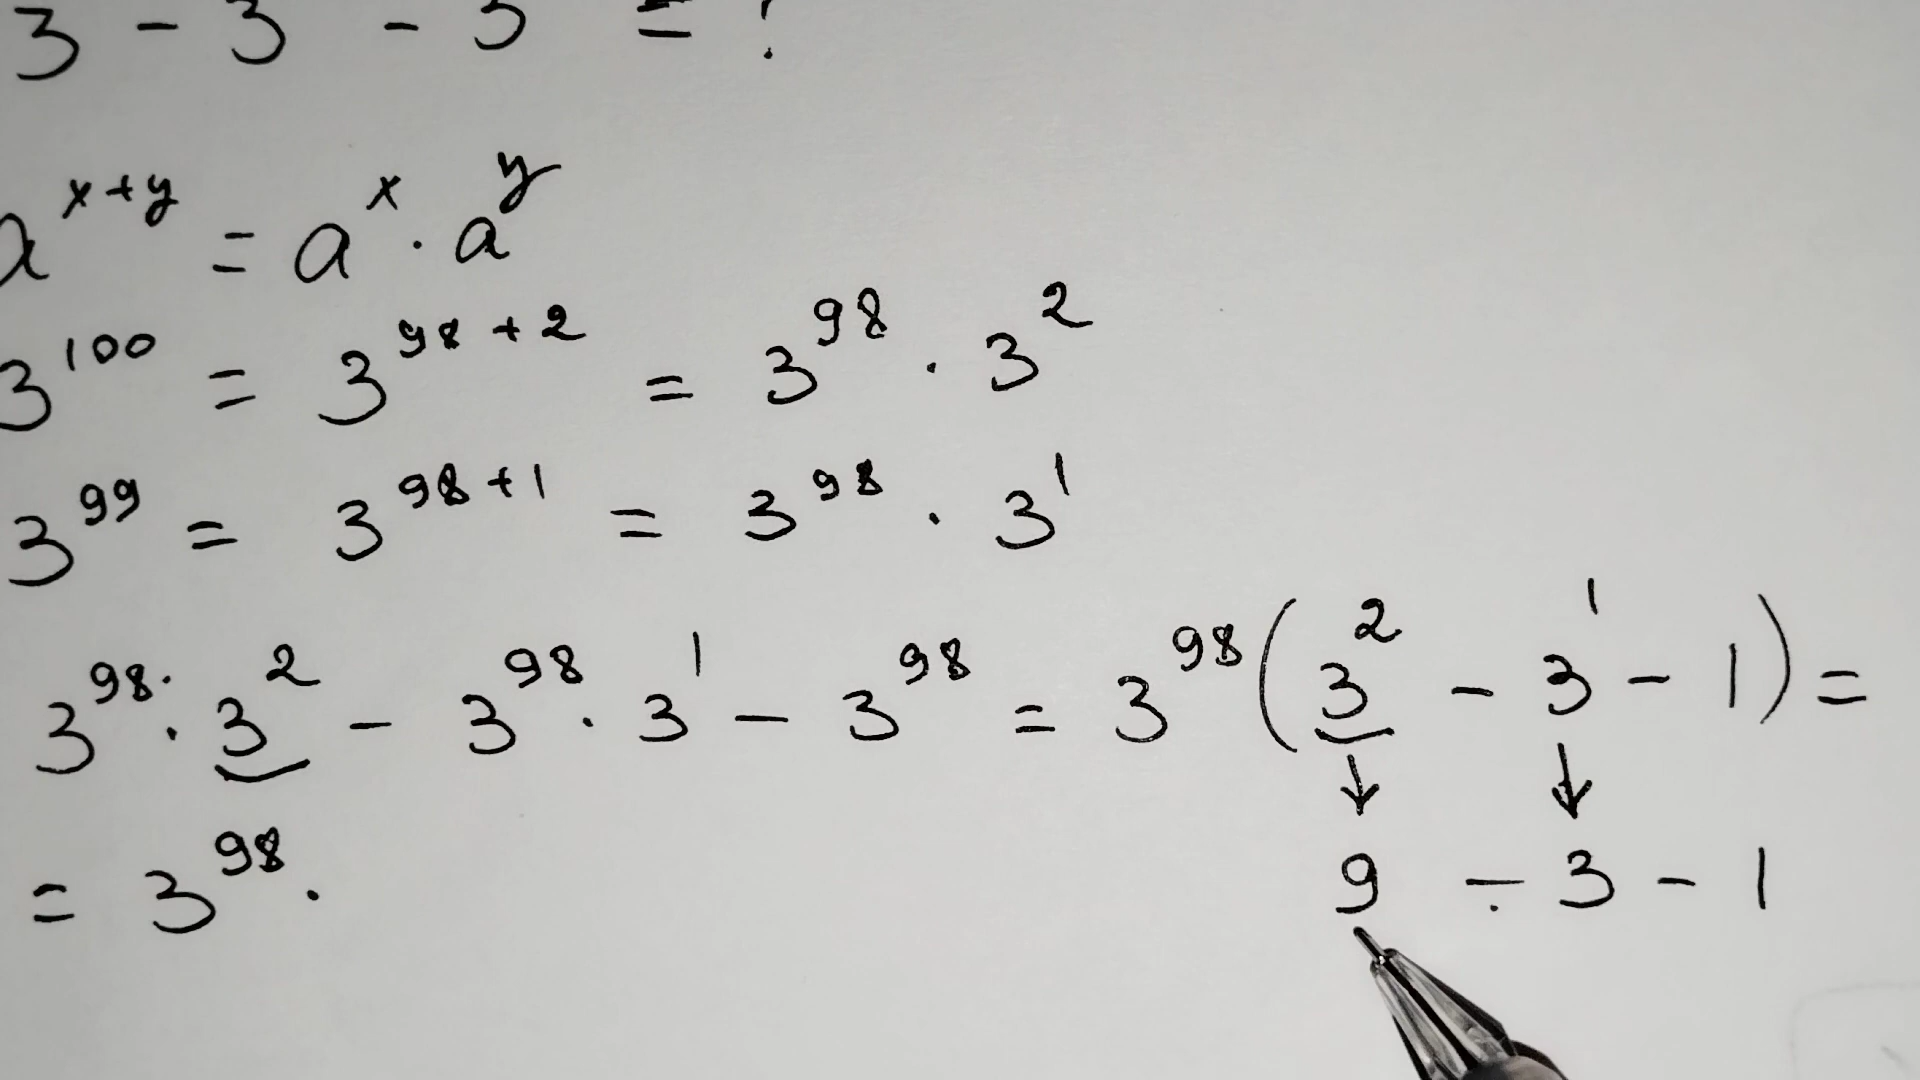 3 - 3 - 3 = ?
a^{x+y} = a^x · a^y
3^{100} = 3^{98+2} = 3^{98} · 3^2
3^{99} = 3^{98+1} = 3^{98} · 3^1
3^{98} · 3^2 - 3^{98} · 3^1 - 3^{98} = 3^{98} (3^2 - 3^1 - 1) =
↓ ↓
= 3^{98} · 9 - 3 - 1